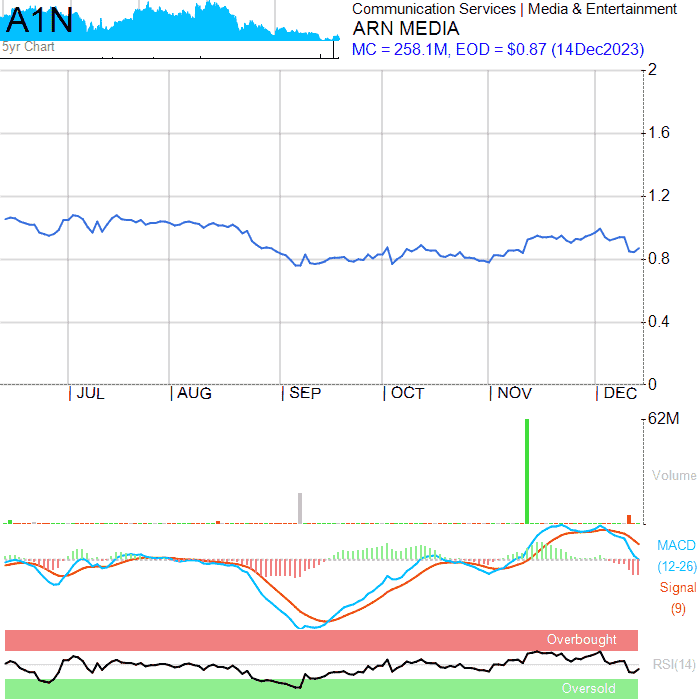 A1N
5yr Chart
Communication Services | Media & Entertainment
ARN MEDIA
MC = 258.1M, EOD = $0.87 (14Dec2023)
2
1.6
1.2
0.8
0.4
0
JUL AUG SEP OCT NOV DEC
62M
Volume
MACD
(12-26)
Signal
(9)
Overbought
RSI(14)
Oversold